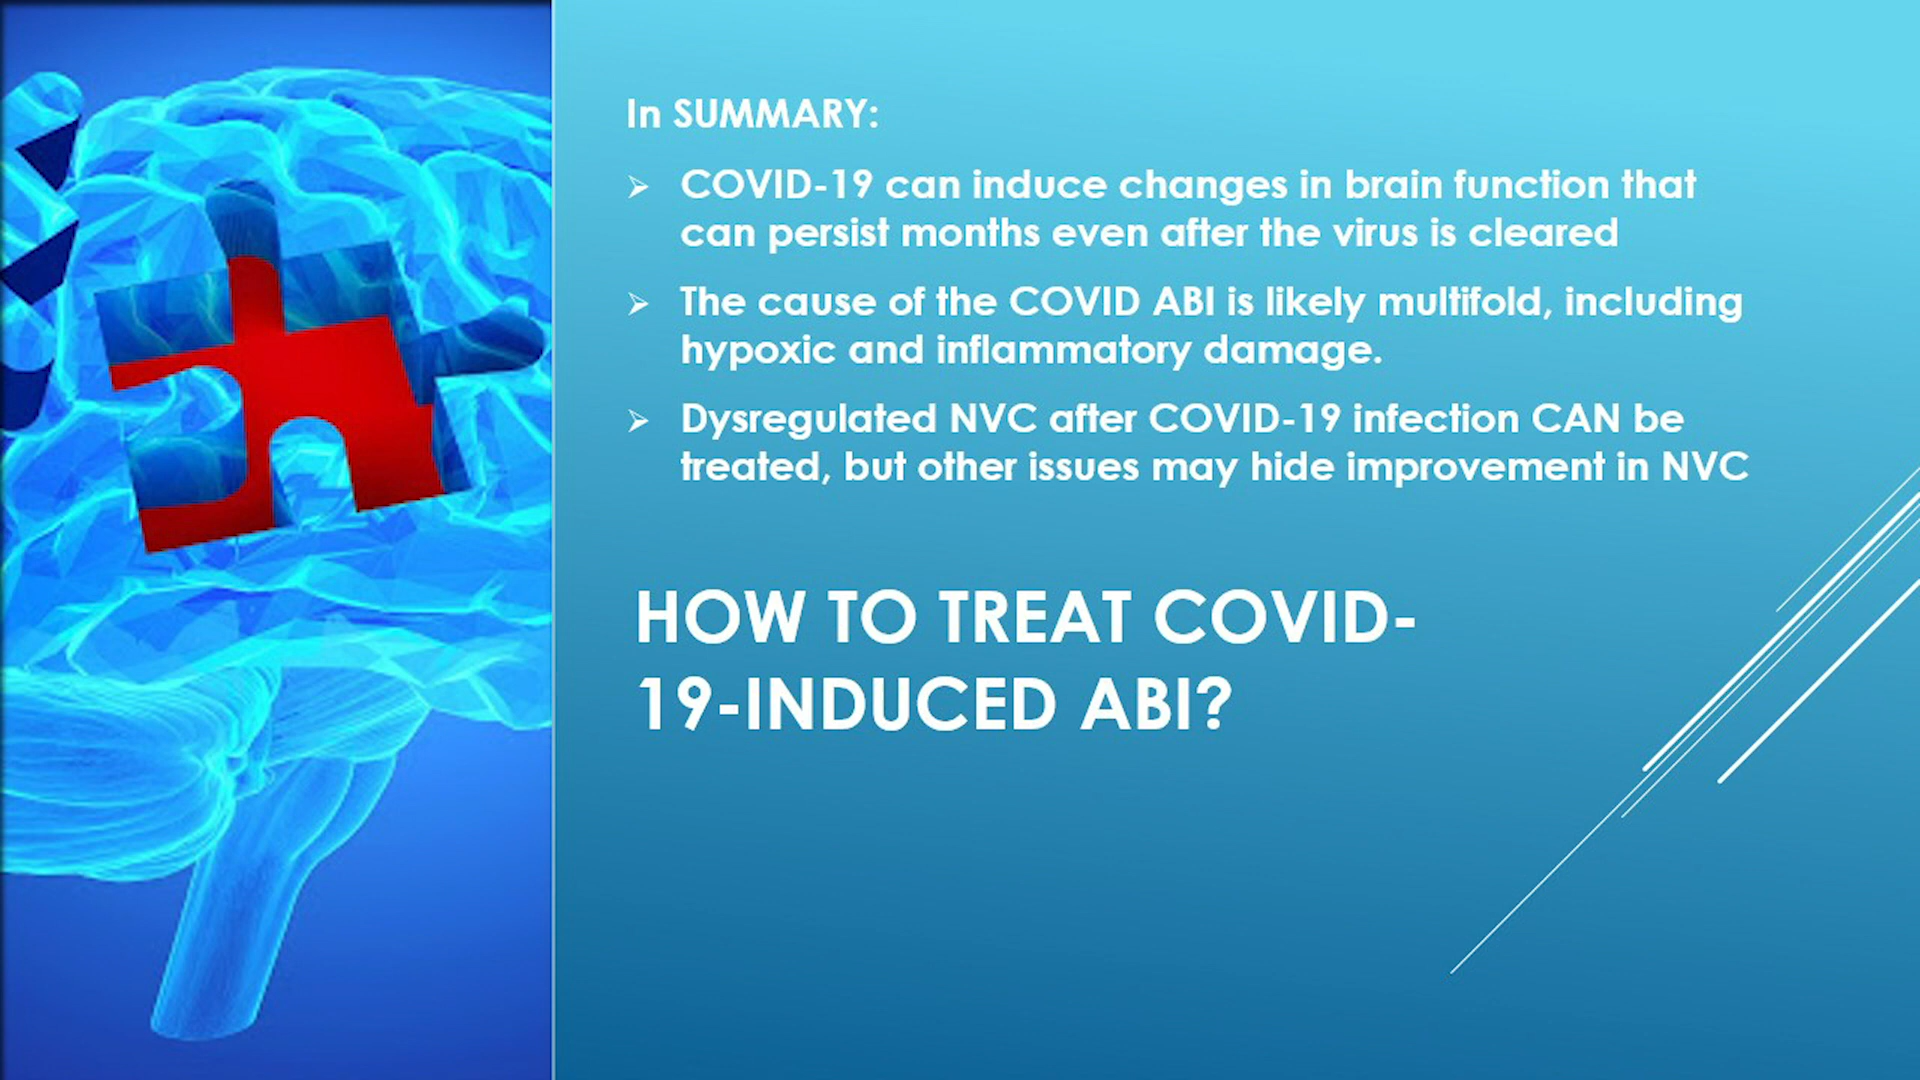 In SUMMARY:
➢ COVID-19 can induce changes in brain function that
can persist months even after the virus is cleared
➢ The cause of the COVID ABI is likely multifold, including
hypoxic and inflammatory damage.
➢ Dysregulated NVC after COVID-19 infection CAN be
treated, but other issues may hide improvement in NVC
HOW TO TREAT COVID-
19-INDUCED ABI?